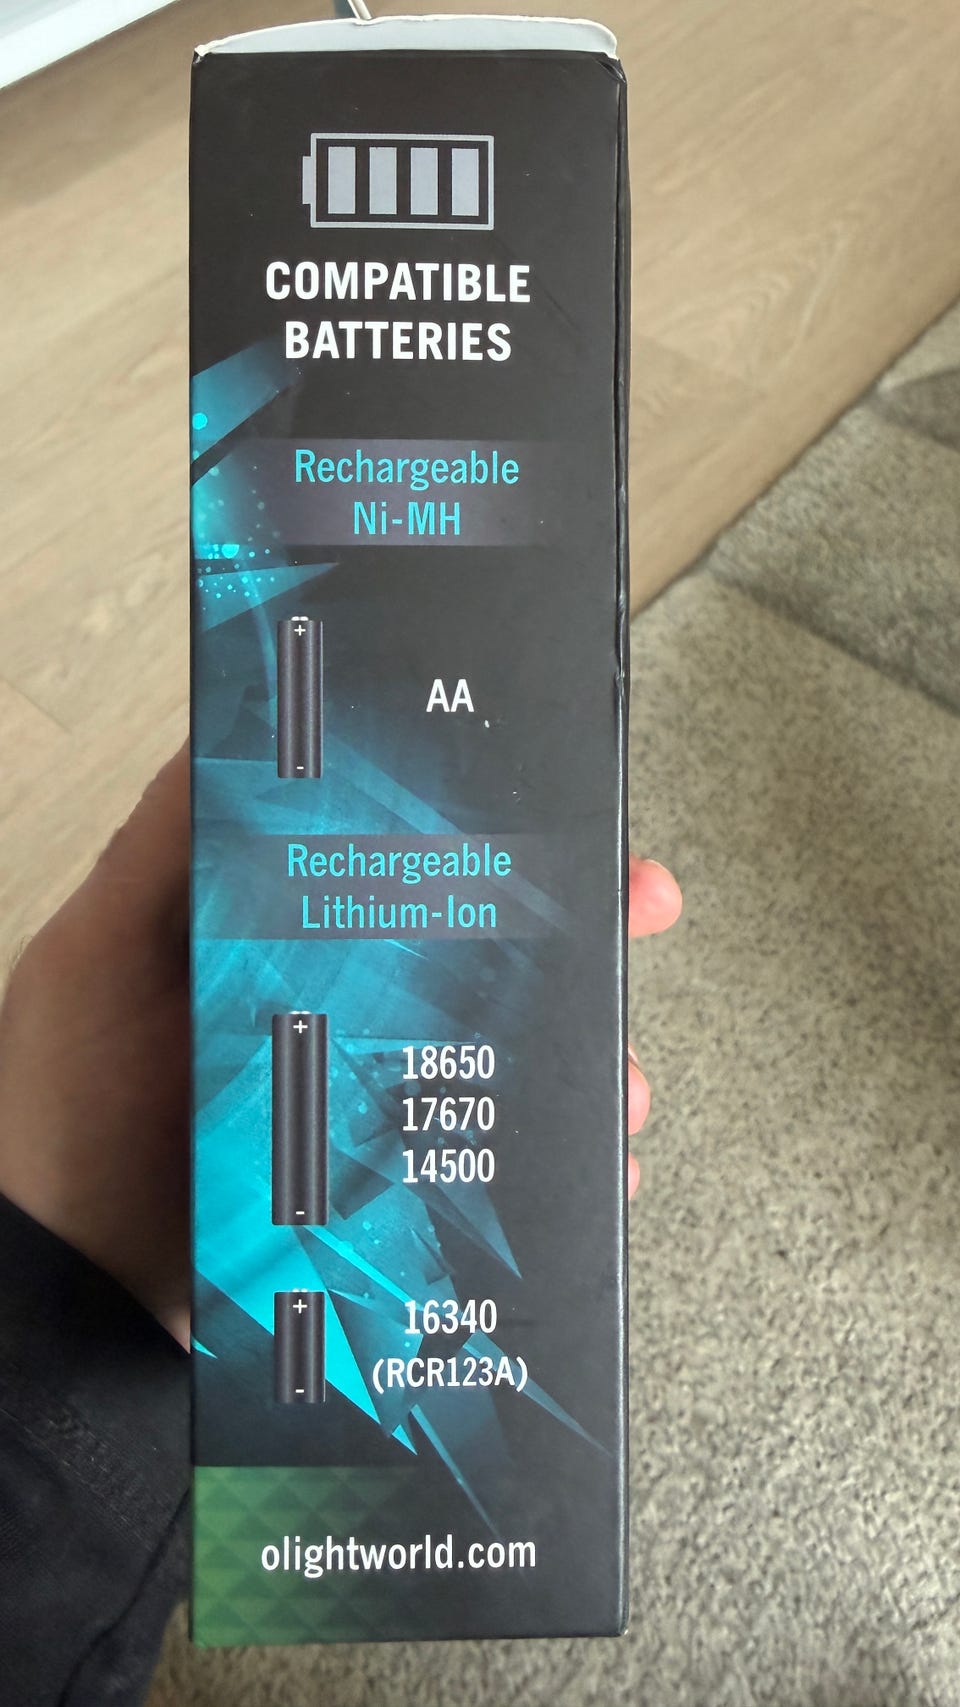 COMPATIBLE
BATTERIES
Rechargeable
Ni-MH
+
AA
-
Rechargeable
Lithium-Ion
+
18650
17670
14500
-
+
16340
(RCR123A)
-
olightworld.com